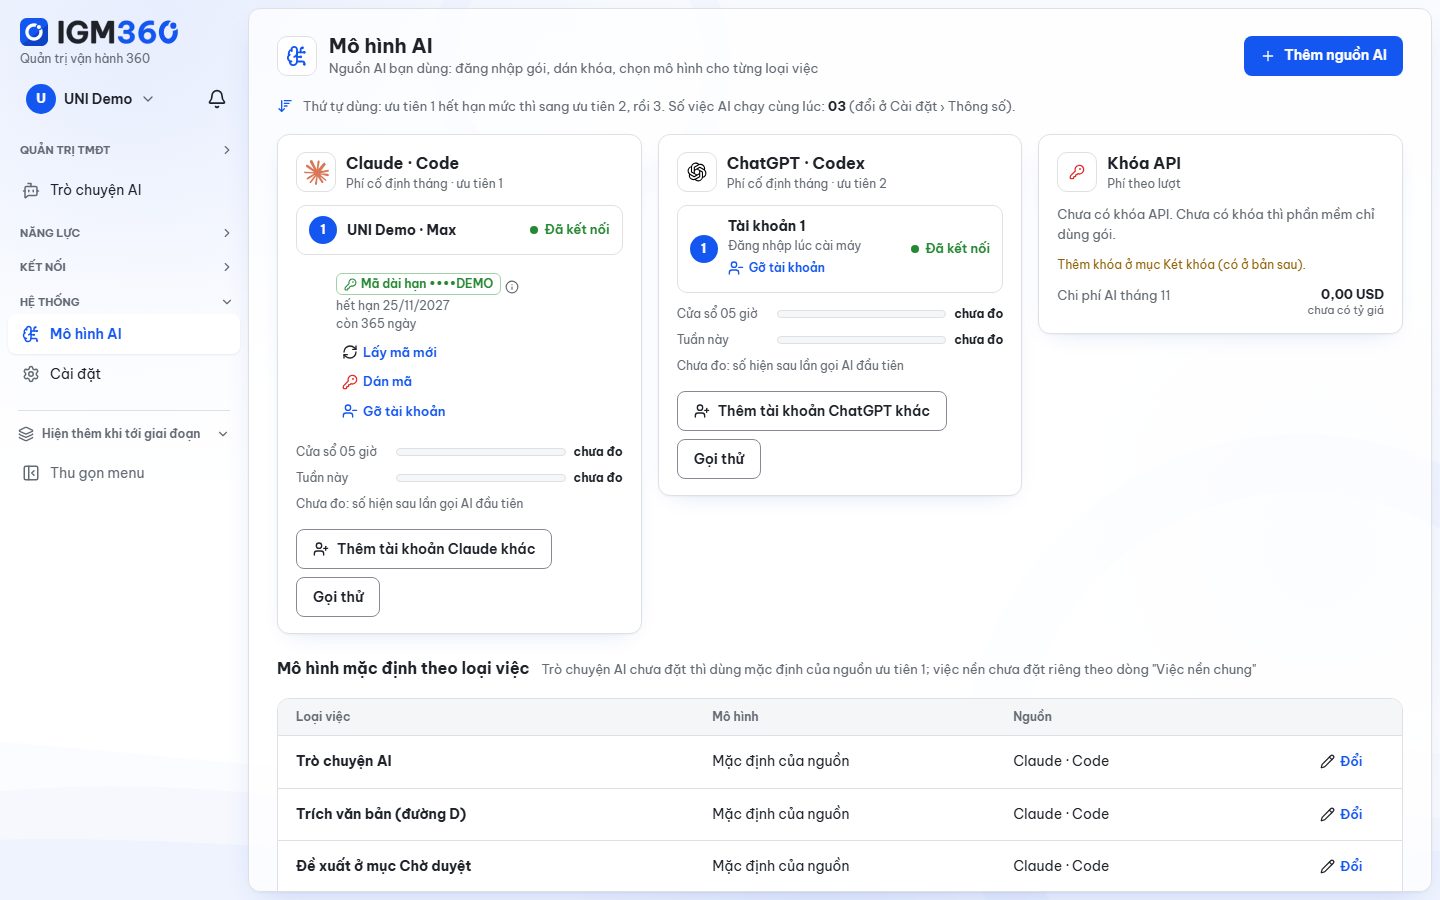 IGM360
Quản trị vận hành 360
U UNI Demo
QUẢN TRỊ TMĐT
Trò chuyện AI
NĂNG LỰC
KẾT NỐI
HỆ THỐNG
Mô hình AI
Cài đặt
Hiện thêm khi tới giai đoạn
Thu gọn menu
Mô hình AI
Nguồn AI bạn dùng: đăng nhập gói, dán khóa, chọn mô hình cho từng loại việc
Thêm nguồn AI
Thứ tự dùng: ưu tiên 1 hết hạn mức thì sang ưu tiên 2, rồi 3. Số việc AI chạy cùng lúc: 03 (đổi ở Cài đặt › Thông số).
Claude · Code
Phí cố định tháng · ưu tiên 1
1 UNI Demo · Max Đã kết nối
Mã dài hạn ••••DEMO
hết hạn 25/11/2027
còn 365 ngày
Lấy mã mới
Dán mã
Gỡ tài khoản
Cửa sổ 05 giờ chưa đo
Tuần này chưa đo
Chưa đo: số hiện sau lần gọi AI đầu tiên
Thêm tài khoản Claude khác
Gọi thử
ChatGPT · Codex
Phí cố định tháng · ưu tiên 2
1 Tài khoản 1
Đăng nhập lúc cài máy
Gỡ tài khoản
Đã kết nối
Cửa sổ 05 giờ chưa đo
Tuần này chưa đo
Chưa đo: số hiện sau lần gọi AI đầu tiên
Thêm tài khoản ChatGPT khác
Gọi thử
Khóa API
Phí theo lượt
Chưa có khóa API. Chưa có khóa thì phần mềm chỉ
dùng gói.
Thêm khóa ở mục Két khóa (có ở bản sau).
Chi phí AI tháng 11 0,00 USD
chưa có tỷ giá
Mô hình mặc định theo loại việc Trò chuyện AI chưa đặt thì dùng mặc định của nguồn ưu tiên 1; việc nền chưa đặt riêng theo dòng "Việc nền chung"
Loại việc Mô hình Nguồn
Trò chuyện AI Mặc định của nguồn Claude · Code Đổi
Trích văn bản (đường D) Mặc định của nguồn Claude · Code Đổi
Đề xuất ở mục Chờ duyệt Mặc định của nguồn Claude · Code Đổi